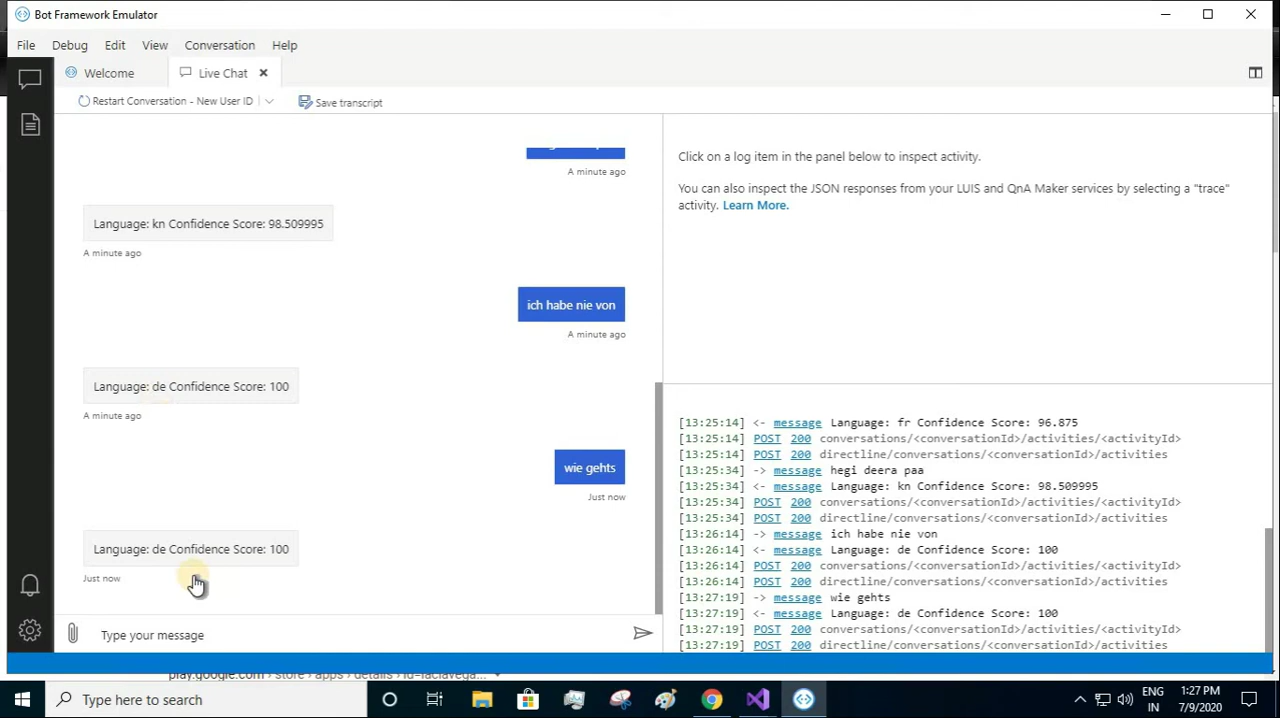 Bot Framework Emulator
File Debug Edit View Conversation Help
Welcome
Live Chat
Restart Conversation - New User ID
Save transcript
A minute ago
Language: kn Confidence Score: 98.509995
A minute ago
ich habe nie von
A minute ago
Language: de Confidence Score: 100
A minute ago
wie gehts
Just now
Language: de Confidence Score: 100
Just now
Type your message
Click on a log item in the panel below to inspect activity.
You can also inspect the JSON responses from your LUIS and QnA Maker services by selecting a "trace"
activity. Learn More.
[13:25:14] <- message Language: fr Confidence Score: 96.875
[13:25:14] POST 200 conversations/<conversationId>/activities/<activityId>
[13:25:14] POST 200 directline/conversations/<conversationId>/activities
[13:25:34] -> message hegi deera paa
[13:25:34] <- message Language: kn Confidence Score: 98.509995
[13:25:34] POST 200 conversations/<conversationId>/activities/<activityId>
[13:25:34] POST 200 directline/conversations/<conversationId>/activities
[13:26:14] -> message ich habe nie von
[13:26:14] <- message Language: de Confidence Score: 100
[13:26:14] POST 200 conversations/<conversationId>/activities/<activityId>
[13:26:14] POST 200 directline/conversations/<conversationId>/activities
[13:27:19] -> message wie gehts
[13:27:19] <- message Language: de Confidence Score: 100
[13:27:19] POST 200 conversations/<conversationId>/activities/<activityId>
[13:27:19] POST 200 directline/conversations/<conversationId>/activities
play.google.com › store › apps › details
Type here to search
ENG
IN
1:27 PM
7/9/2020